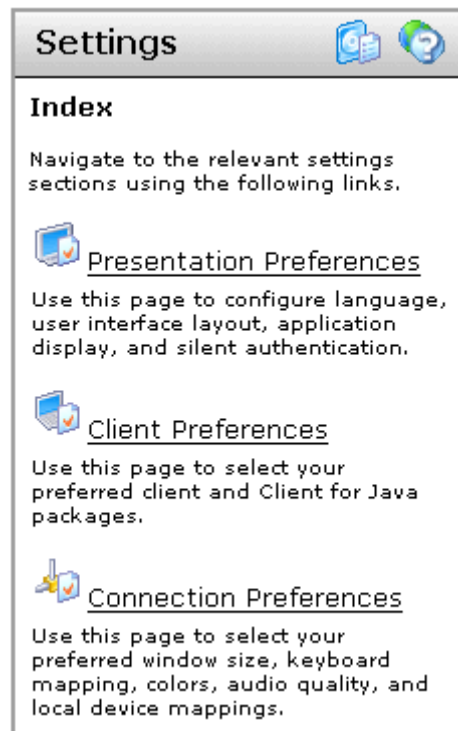 Settings
Index
Navigate to the relevant settings
sections using the following links.
Presentation Preferences
Use this page to configure language,
user interface layout, application
display, and silent authentication.
Client Preferences
Use this page to select your
preferred client and Client for Java
packages.
Connection Preferences
Use this page to select your
preferred window size, keyboard
mapping, colors, audio quality, and
local device mappings.